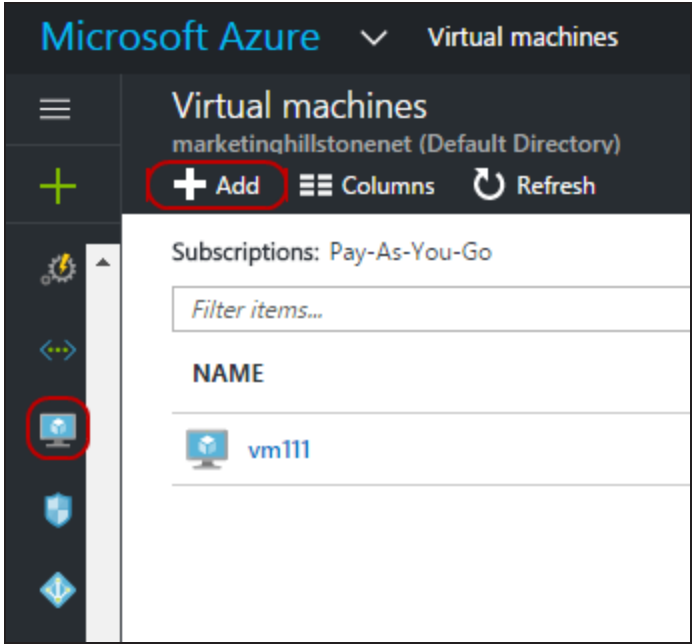 Microsoft Azure Virtual machines
Virtual machines
marketinghillstonenet (Default Directory)
Add Columns Refresh
Subscriptions: Pay-As-You-Go
Filter items...
NAME
vm111